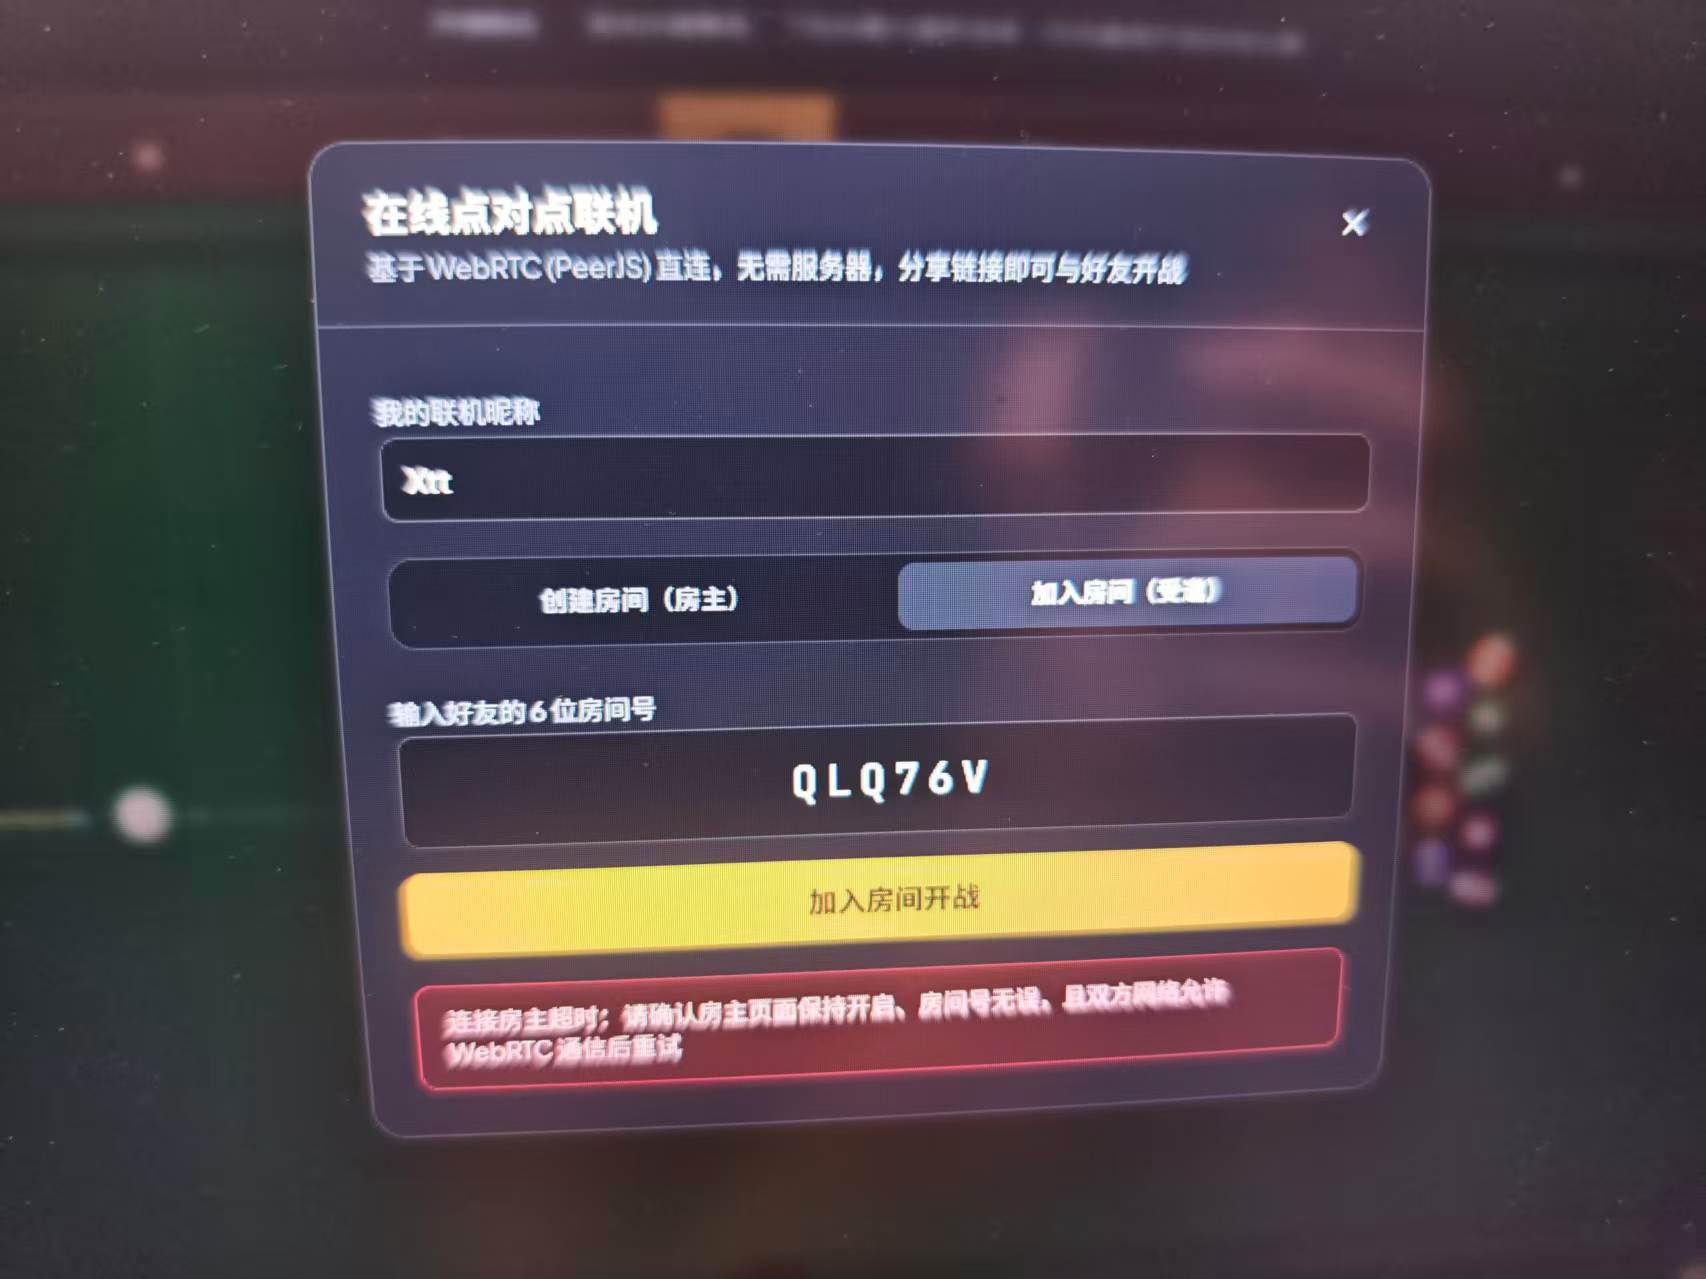 在线点对点联机
基于WebRTC(PeerJS)直连，无需服务器，分享链接即可与好友开战
我的联机昵称
Xtt
创建房间（房主）
加入房间（受邀）
输入好友的6位房间号
QLQ76V
加入房间开战
连接房主超时；请确认房主页面保持开启、房间号无误，且双方网络允许
WebRTC通信后重试